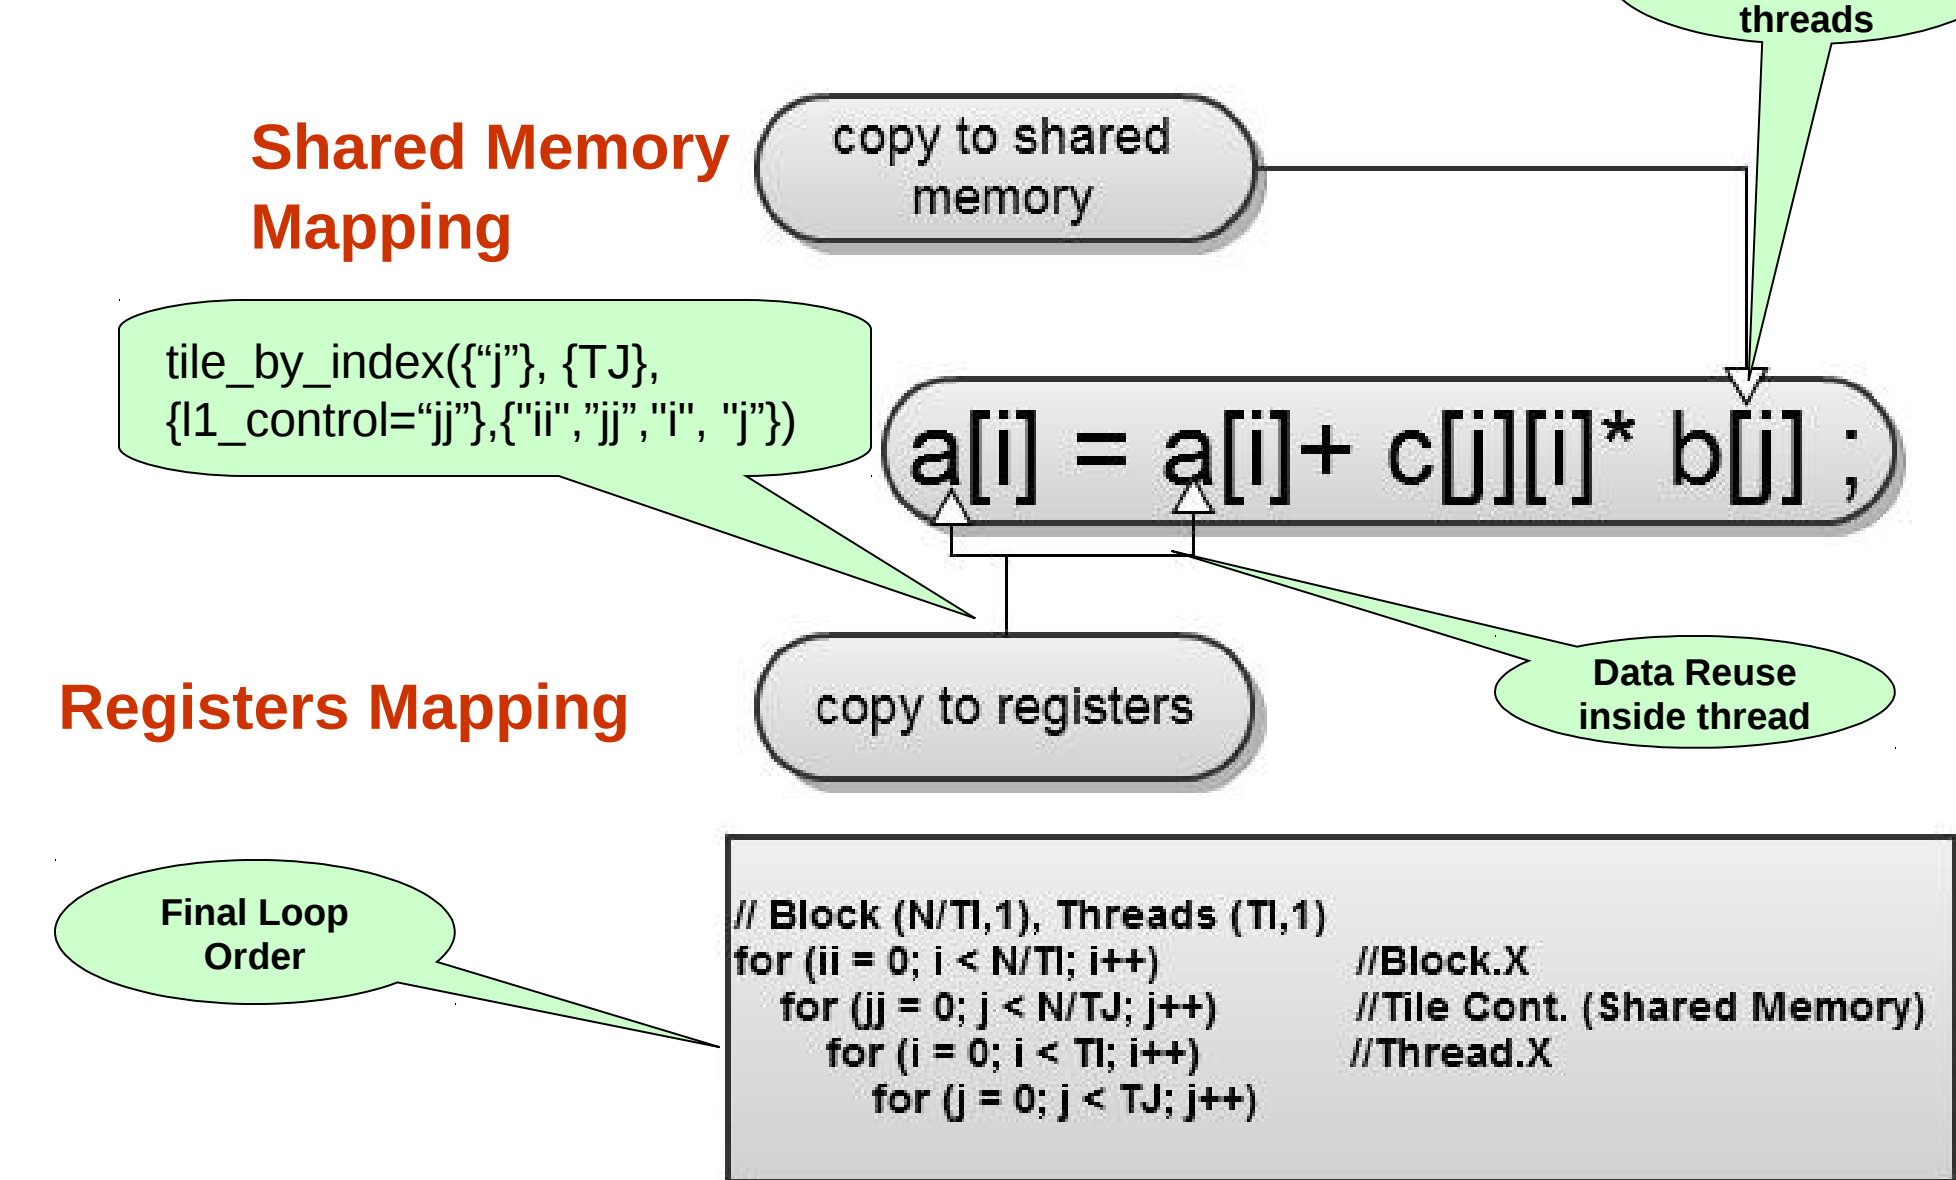 threads
Shared Memory
Mapping
copy to shared
memory
tile_by_index({“j”}, {TJ},
{l1_control=“jj”},{"ii",”jj”,"i", "j”})
a[i] = a[i]+ c[j][i]* b[j] ;
Registers Mapping
copy to registers
Data Reuse
inside thread
Final Loop
Order
// Block (N/TI,1), Threads (TI,1)
for (ii = 0; i < N/TI; i++) //Block.X
for (jj = 0; j < N/TJ; j++) //Tile Cont. (Shared Memory)
for (i = 0; i < TI; i++) //Thread.X
for (j = 0; j < TJ; j++)